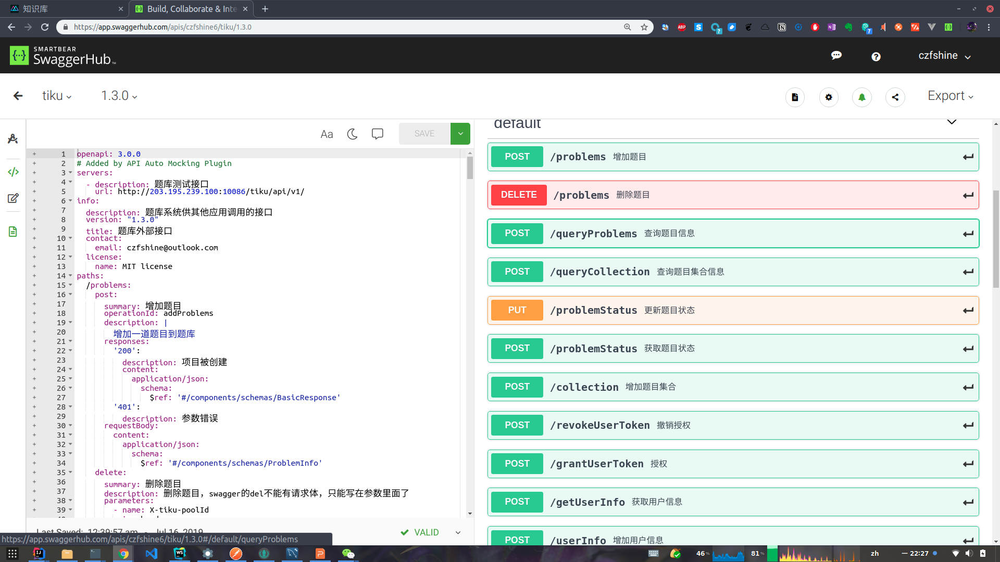 知识库
Build, Collaborate & Inte
https://app.swaggerhub.com/apis/czfshine6/tiku/1.3.0
SMARTBEAR
SwaggerHub™
czfshine
tiku
1.3.0
Export
Aa
SAVE
1 openapi: 3.0.0
2 # Added by API Auto Mocking Plugin
3 servers:
4 - description: 题库测试接口
5 url: http://203.195.239.100:10086/tiku/api/v1/
6 info:
7 description: 题库系统供其他应用调用的接口
8 version: "1.3.0"
9 title: 题库外部接口
10 contact:
11 email: czfshine@outlook.com
12 license:
13 name: MIT license
14 paths:
15 /problems:
16 post:
17 summary: 增加题目
18 operationId: addProblems
19 description: |
20 增加一道题目到题库
21 responses:
22 '200':
23 description: 项目被创建
24 content:
25 application/json:
26 schema:
27 $ref: '#/components/schemas/BasicResponse'
28 '401':
29 description: 参数错误
30 requestBody:
31 content:
32 application/json:
33 schema:
34 $ref: '#/components/schemas/ProblemInfo'
35 delete:
36 summary: 删除题目
37 description: 删除题目，swagger的del不能有请求体，只能写在参数里面了
38 parameters:
39 - name: X-tiku-poolId
Last Saved: 12:39:57 am - Jul 16, 2019
VALID
https://app.swaggerhub.com/apis/czfshine6/tiku/1.3.0#/default/queryProblems
default
POST /problems 增加题目
DELETE /problems 删除题目
POST /queryProblems 查询题目信息
POST /queryCollection 查询题目集合信息
PUT /problemStatus 更新题目状态
POST /problemStatus 获取题目状态
POST /collection 增加题目集合
POST /revokeUserToken 撤销授权
POST /grantUserToken 授权
POST /getUserInfo 获取用户信息
POST /userInfo 增加用户信息
46%
81%
zh
22:27